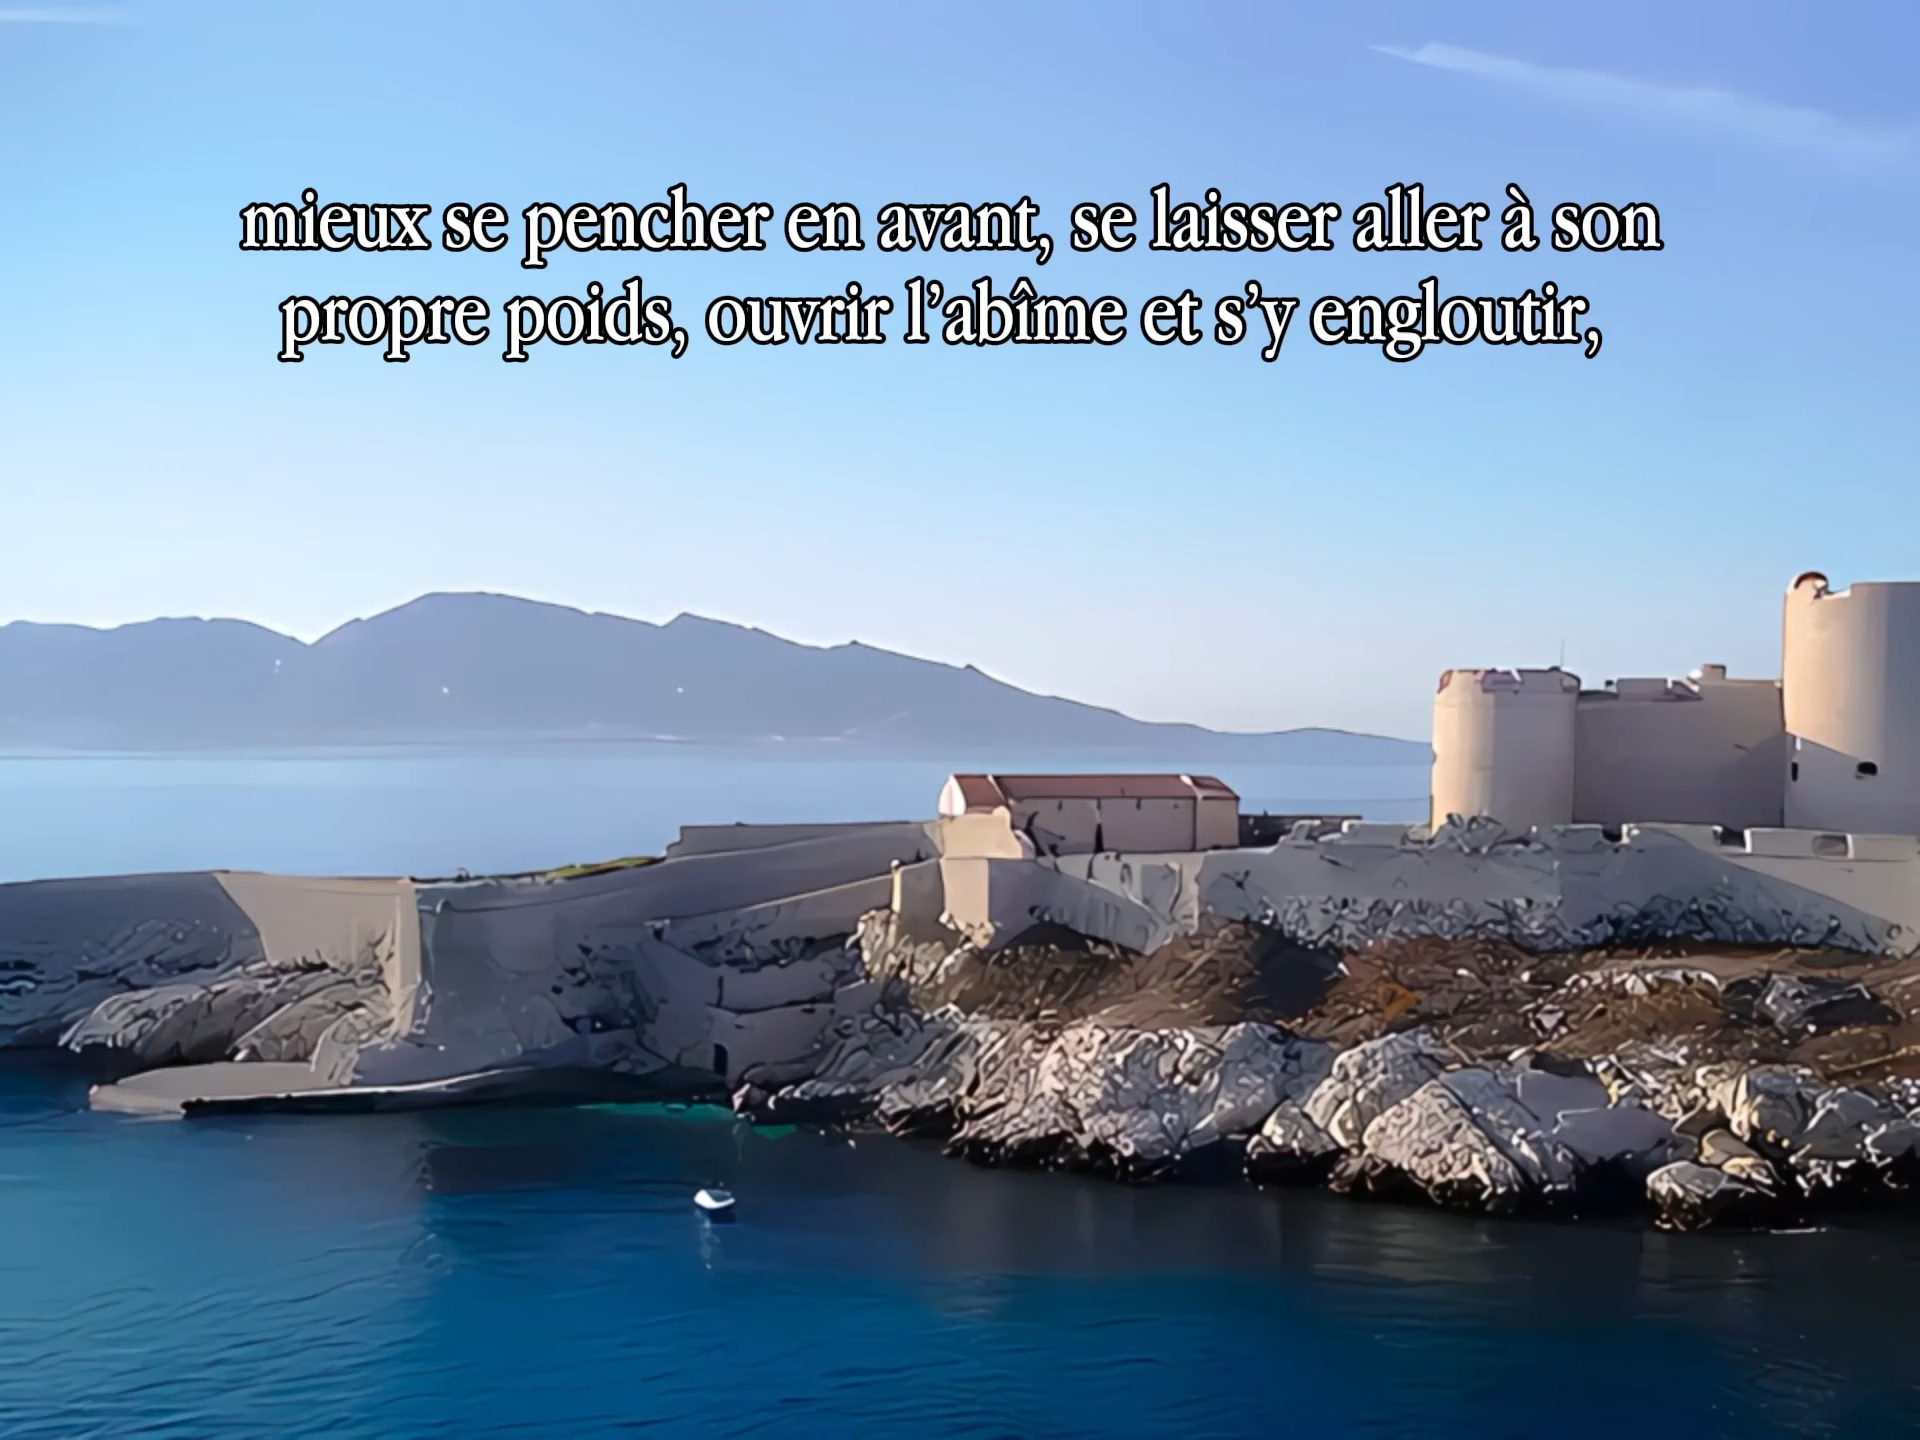 mieux se pencher en avant, se laisser aller à son
propre poids, ouvrir l’abîme et s’y engloutir,